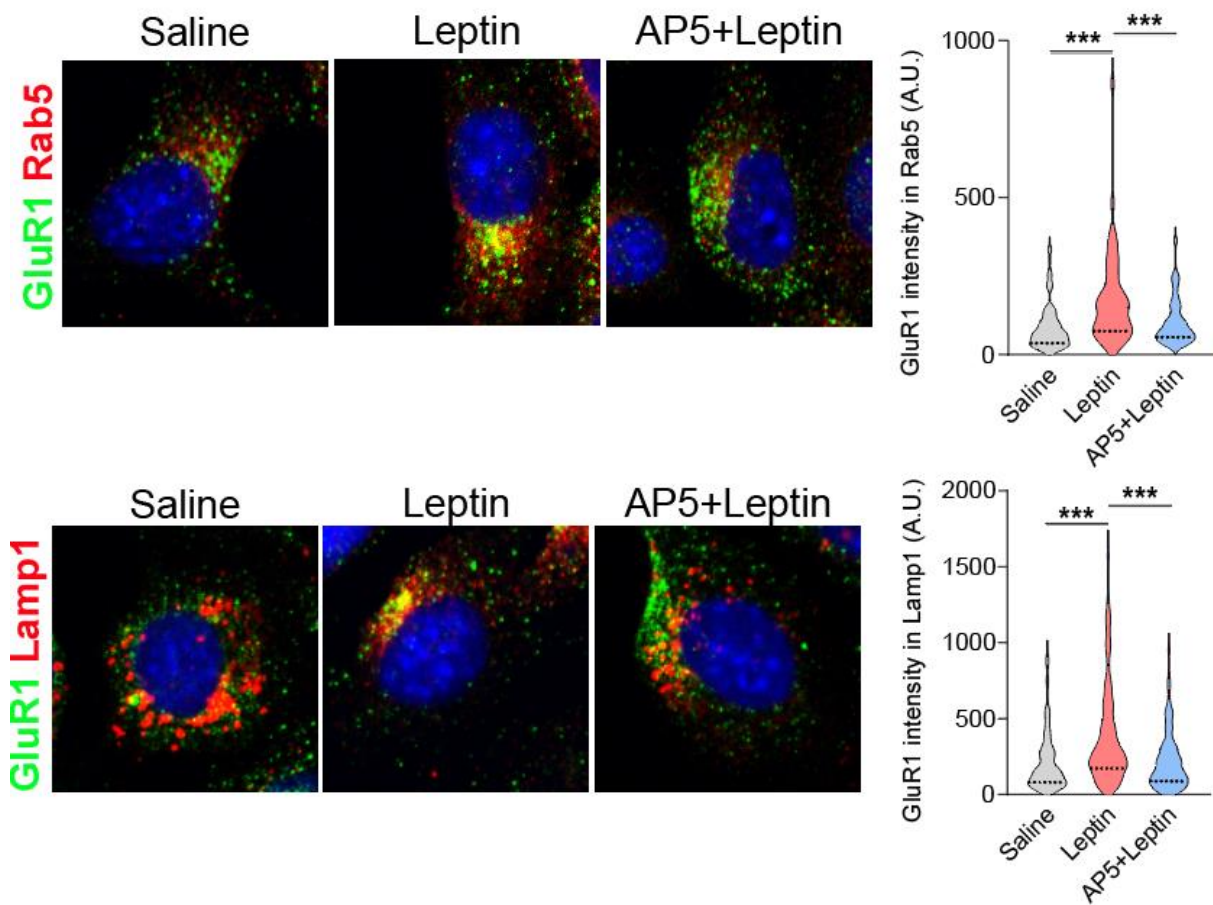 Saline Leptin AP5+Leptin
GluR1 Rab5
GluR1 intensity in Rab5 (A.U.)
1000
500
0
*** ***
Saline Leptin AP5+Leptin
Saline Leptin AP5+Leptin
GluR1 Lamp1
GluR1 intensity in Lamp1 (A.U.)
2000
1500
1000
500
0
*** ***
Saline Leptin AP5+Leptin